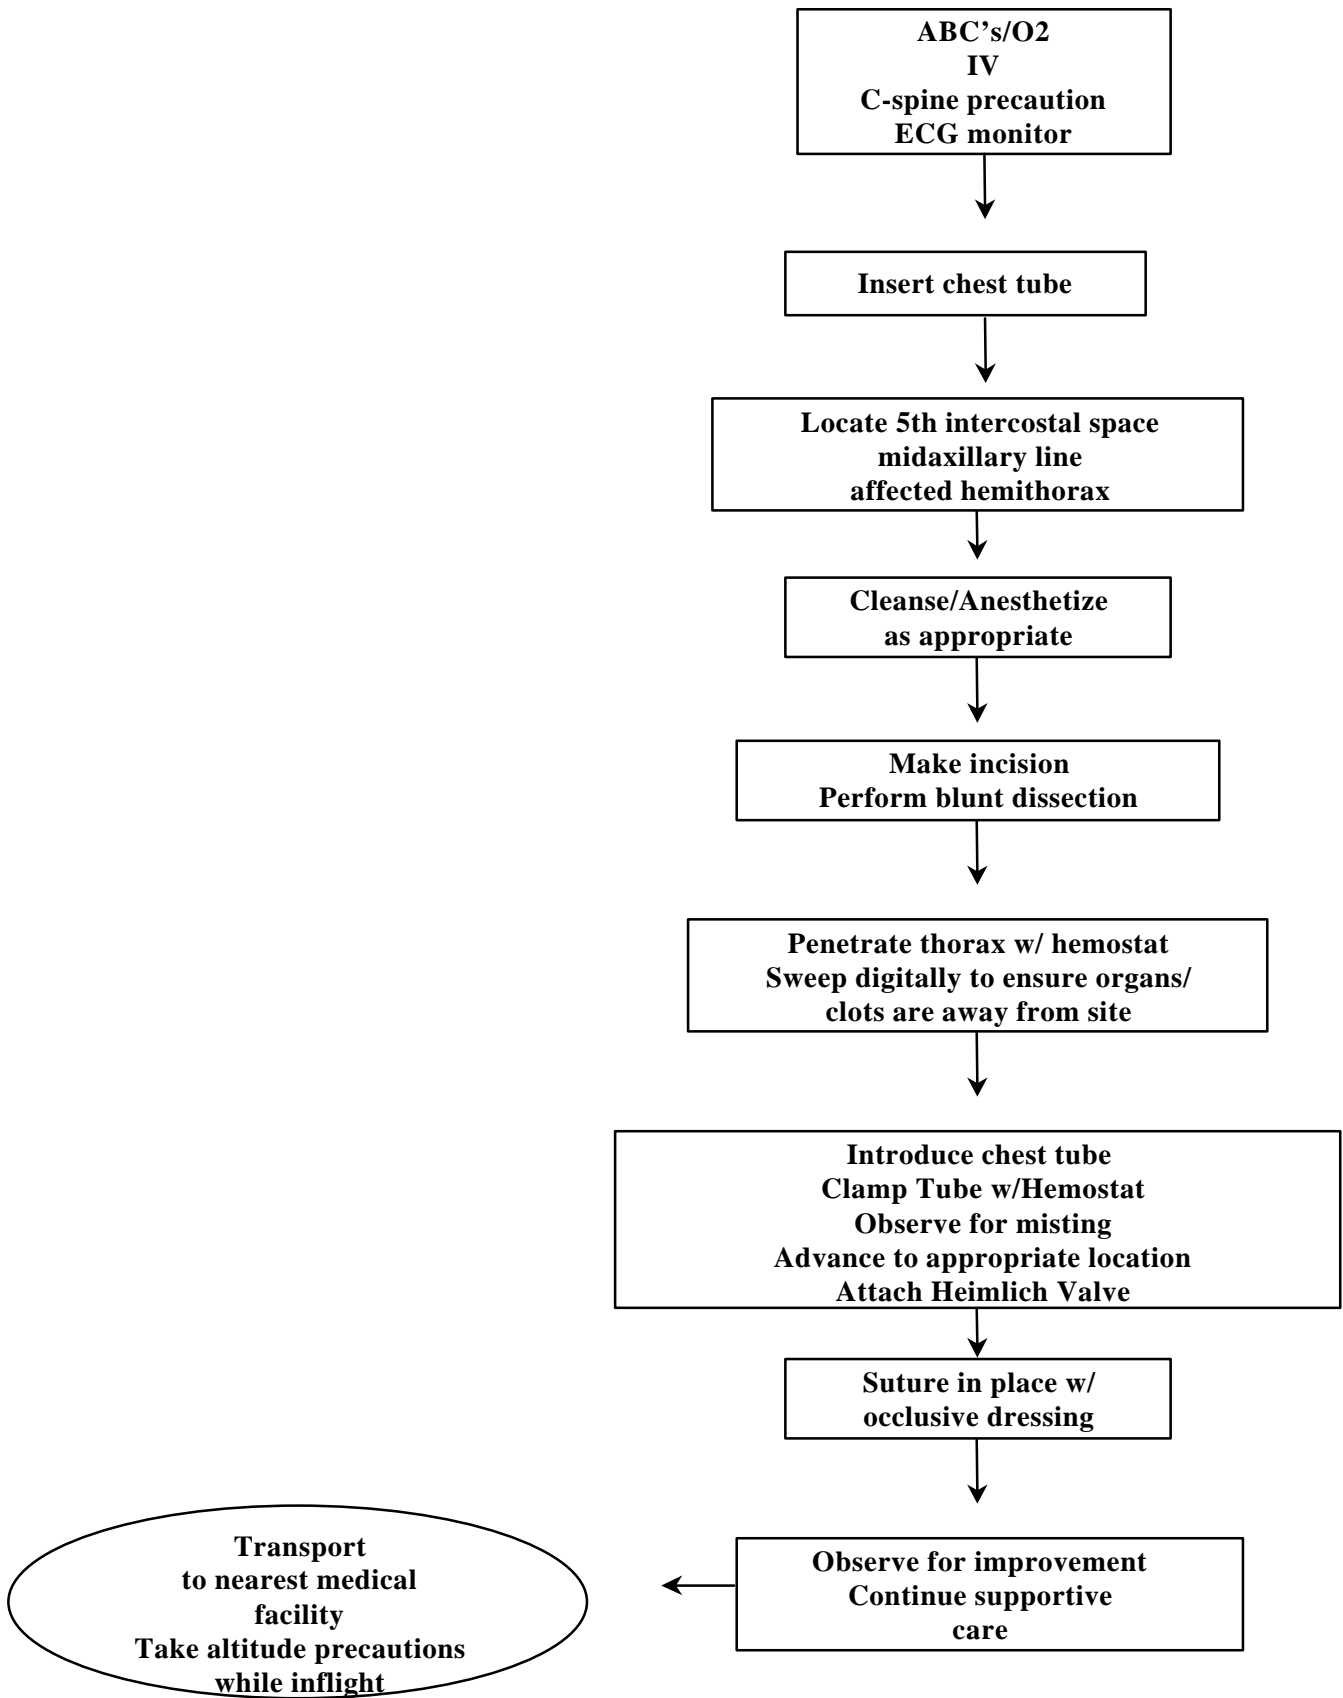 ABC’s/O2
IV
C-spine precaution
ECG monitor
Insert chest tube
Locate 5th intercostal space
midaxillary line
affected hemithorax
Cleanse/Anesthetize
as appropriate
Make incision
Perform blunt dissection
Penetrate thorax w/ hemostat
Sweep digitally to ensure organs/
clots are away from site
Introduce chest tube
Clamp Tube w/Hemostat
Observe for misting
Advance to appropriate location
Attach Heimlich Valve
Suture in place w/
occlusive dressing
Observe for improvement
Continue supportive
care
Transport
to nearest medical
facility
Take altitude precautions
while inflight